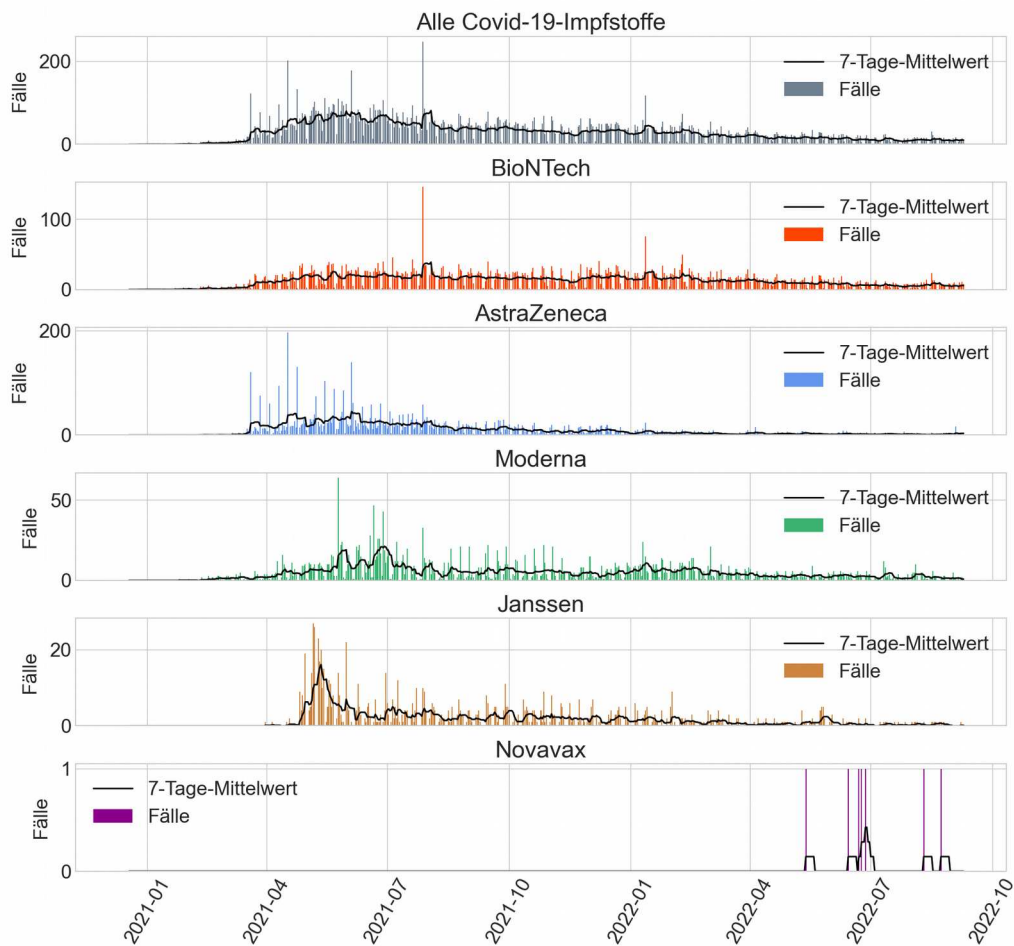 Alle Covid-19-Impfstoffe
200
0
Fälle
7-Tage-Mittelwert
Fälle
BioNTech
100
0
Fälle
7-Tage-Mittelwert
Fälle
AstraZeneca
200
0
Fälle
7-Tage-Mittelwert
Fälle
Moderna
50
0
Fälle
7-Tage-Mittelwert
Fälle
Janssen
20
0
Fälle
7-Tage-Mittelwert
Fälle
Novavax
1
0
Fälle
7-Tage-Mittelwert
Fälle
2021-01
2021-04
2021-07
2021-10
2022-01
2022-04
2022-07
2022-10